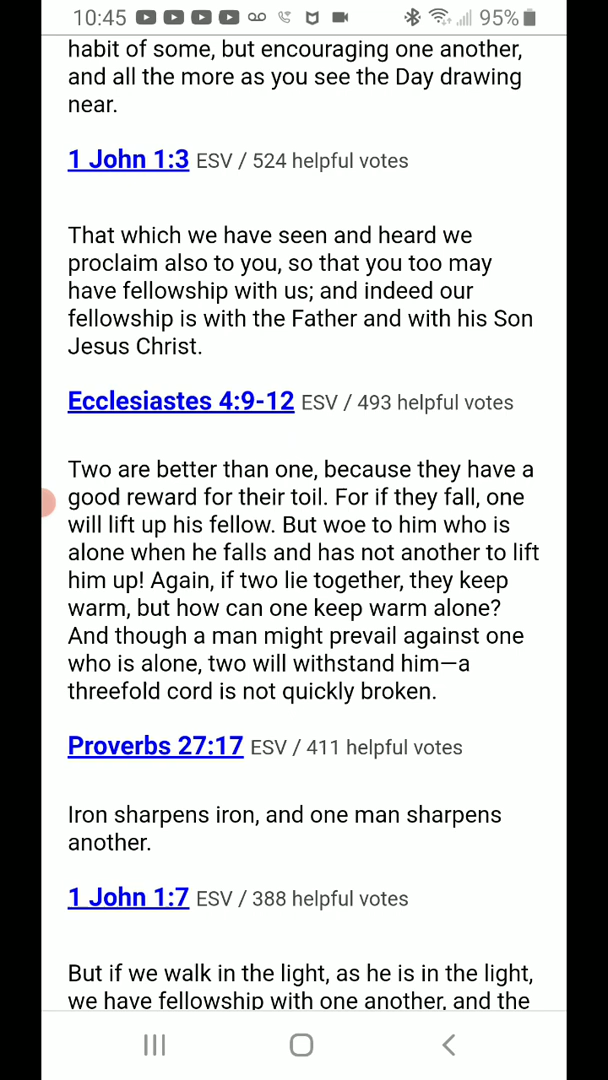 10:45 95%
habit of some, but encouraging one another,
and all the more as you see the Day drawing
near.
1 John 1:3 ESV / 524 helpful votes
That which we have seen and heard we
proclaim also to you, so that you too may
have fellowship with us; and indeed our
fellowship is with the Father and with his Son
Jesus Christ.
Ecclesiastes 4:9-12 ESV / 493 helpful votes
Two are better than one, because they have a
good reward for their toil. For if they fall, one
will lift up his fellow. But woe to him who is
alone when he falls and has not another to lift
him up! Again, if two lie together, they keep
warm, but how can one keep warm alone?
And though a man might prevail against one
who is alone, two will withstand him—a
threefold cord is not quickly broken.
Proverbs 27:17 ESV / 411 helpful votes
Iron sharpens iron, and one man sharpens
another.
1 John 1:7 ESV / 388 helpful votes
But if we walk in the light, as he is in the light,
we have fellowship with one another, and the